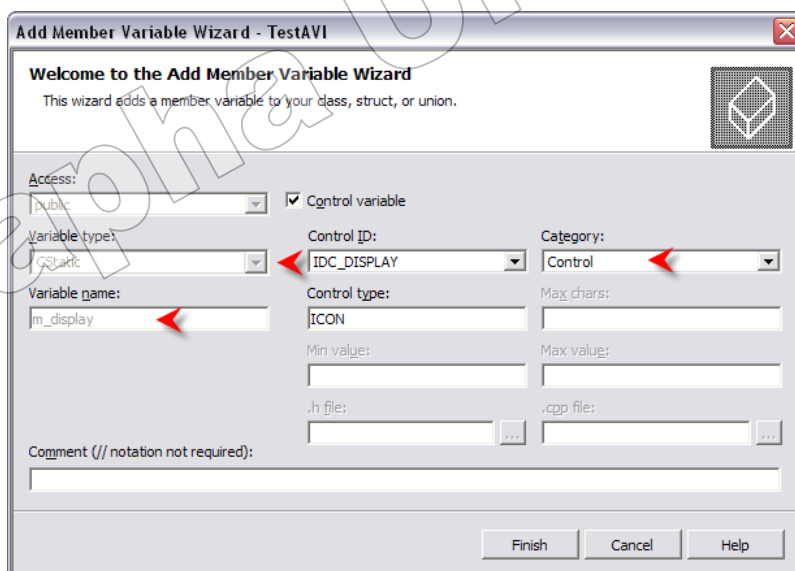 Add Member Variable Wizard - TestAVI
Welcome to the Add Member Variable Wizard
This wizard adds a member variable to your class, struct, or union.
Access:
public
Control variable
Variable type:
CStatic
Control ID:
IDC_DISPLAY
Category:
Control
Variable name:
m_display
Control type:
ICON
Max chars:
Min value:
Max value:
.h file:
...
.cpp file:
...
Comment (// notation not required):
Finish
Cancel
Help